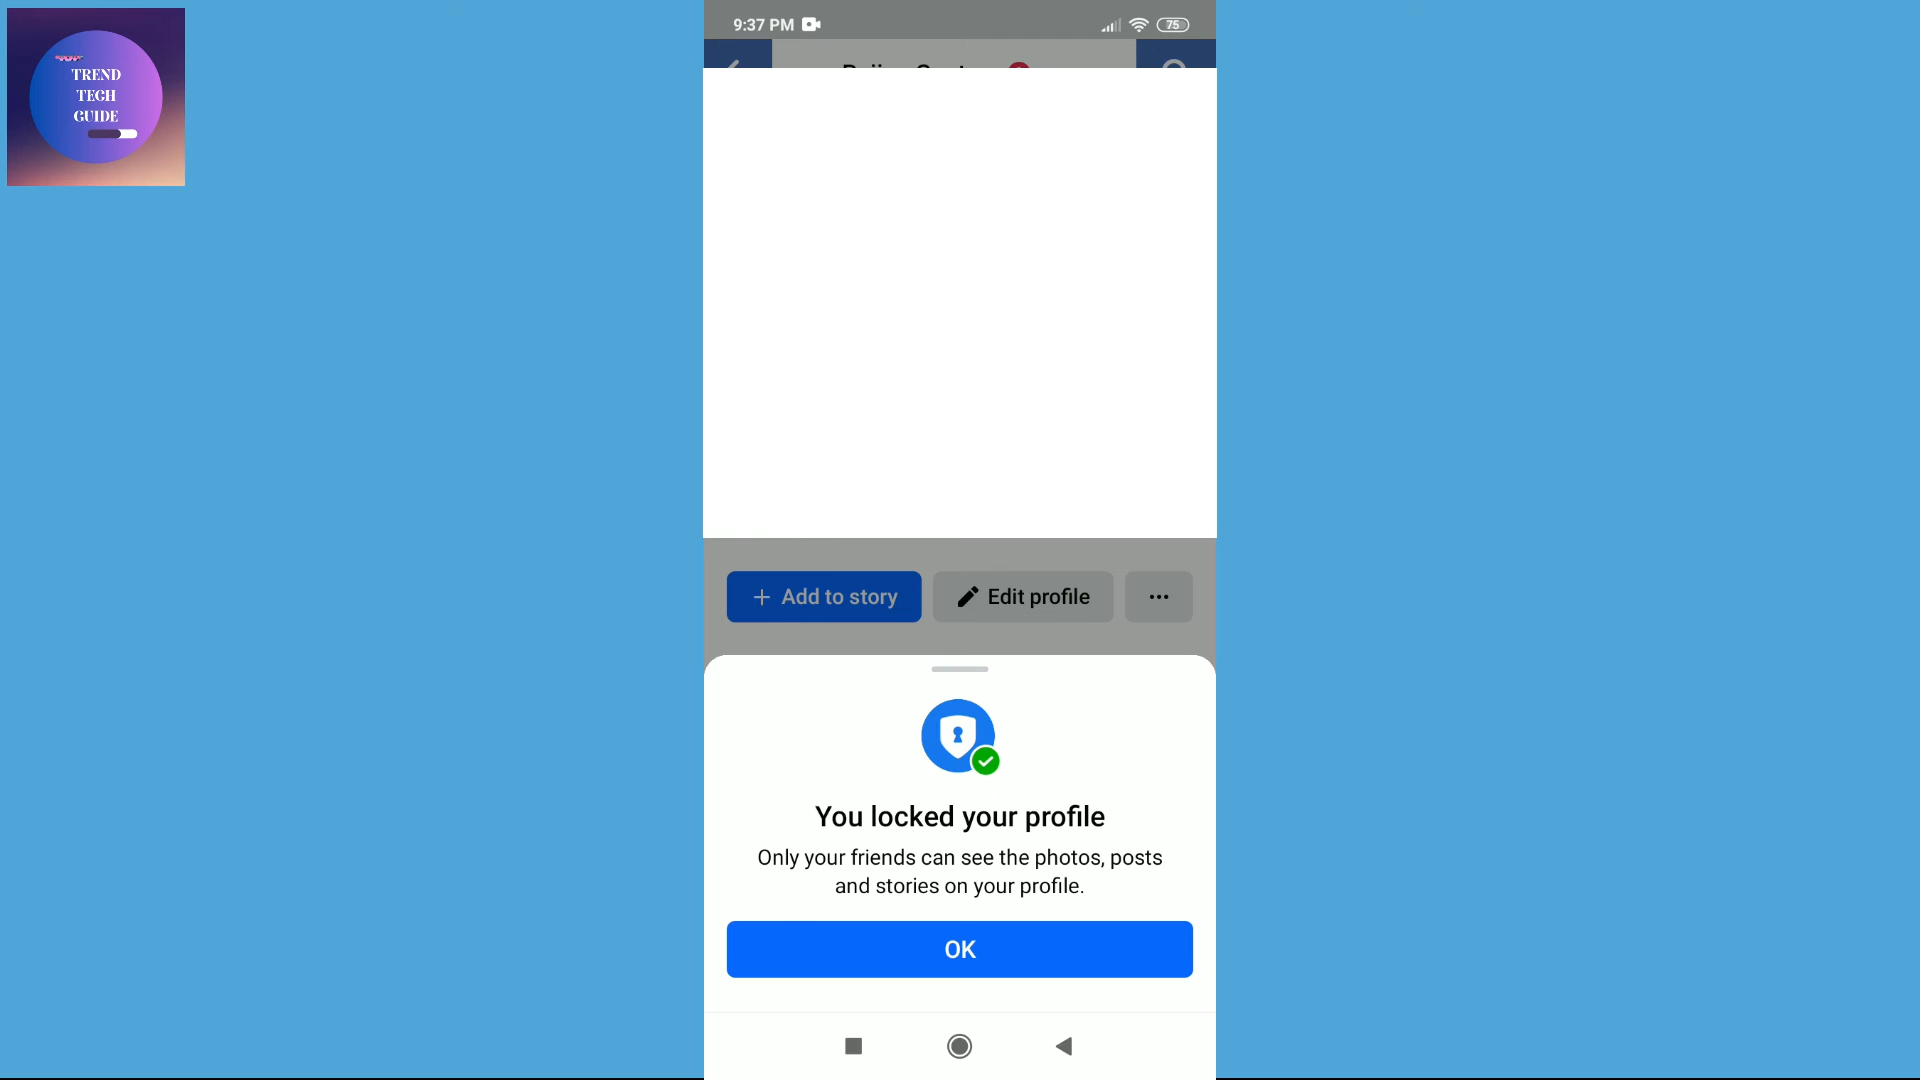 TREND
TECH
GUIDE
9:37 PM
75
+ Add to story
Edit profile
You locked your profile
Only your friends can see the photos, posts
and stories on your profile.
OK